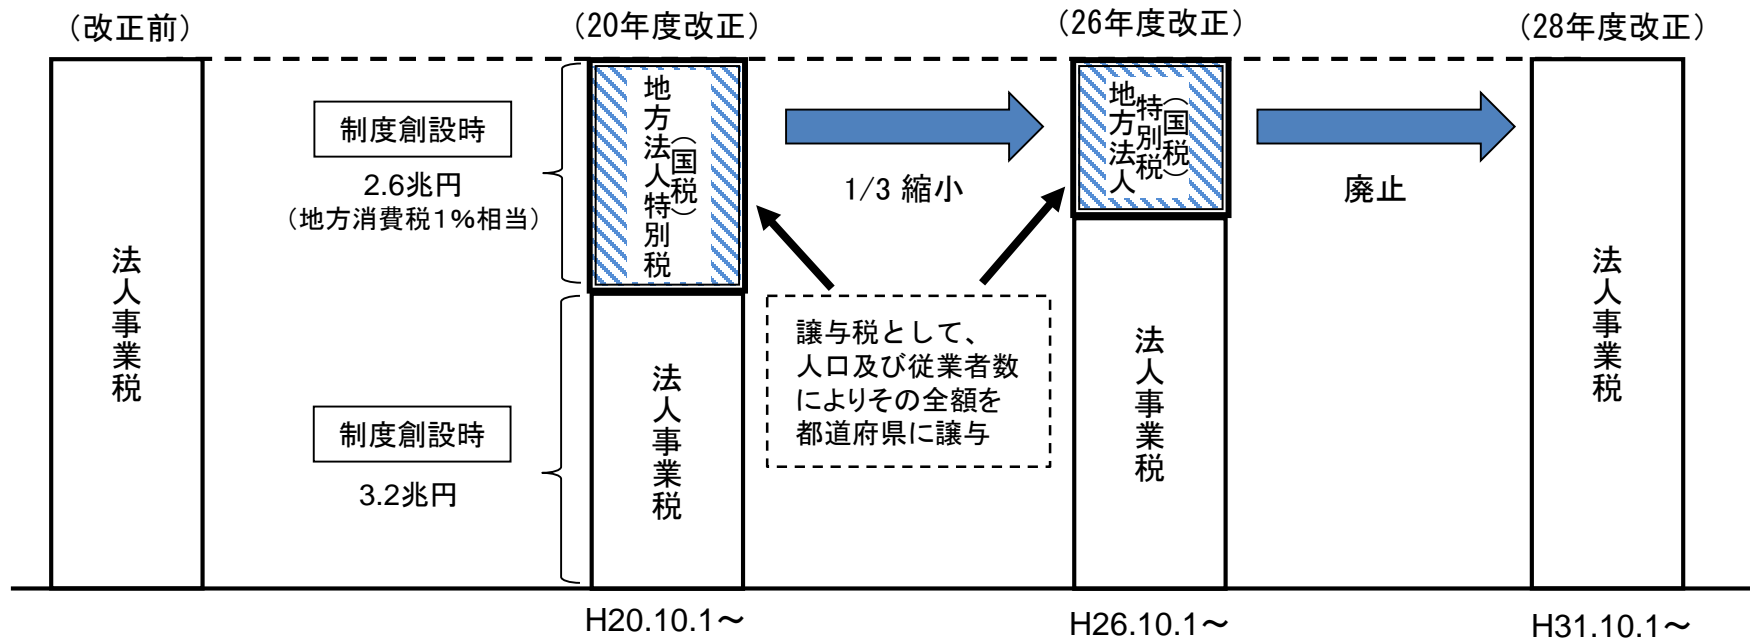 （改正前）
（20年度改正）
（26年度改正）
（28年度改正）
法人事業税
制度創設時
2.6兆円
（地方消費税１％相当）
制度創設時
3.2兆円
地方法人特別税
（国税）
法人事業税
1/3 縮小
譲与税として、
人口及び従業者数
によりその全額を
都道府県に譲与
地方法人
特別税
（国税）
法人事業税
廃止
法人事業税
H20.10.1～
H26.10.1～
H31.10.1～